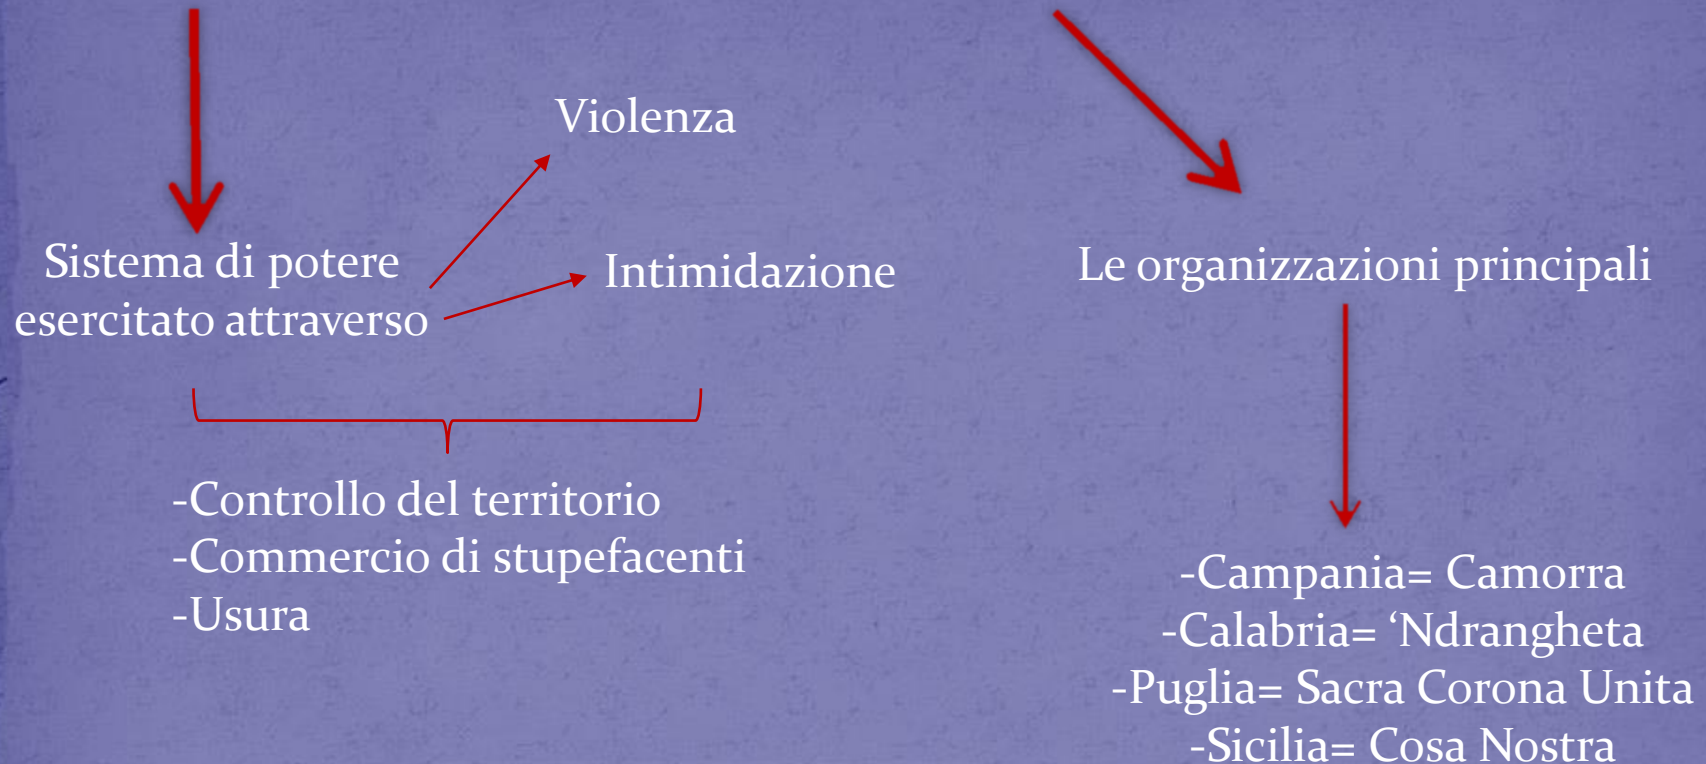 Violenza
Sistema di potere
esercitato attraverso
Intimidazione
-Controllo del territorio
-Commercio di stupefacenti
-Usura
Le organizzazioni principali
-Campania= Camorra
-Calabria= ‘Ndrangheta
-Puglia= Sacra Corona Unita
-Sicilia= Cosa Nostra